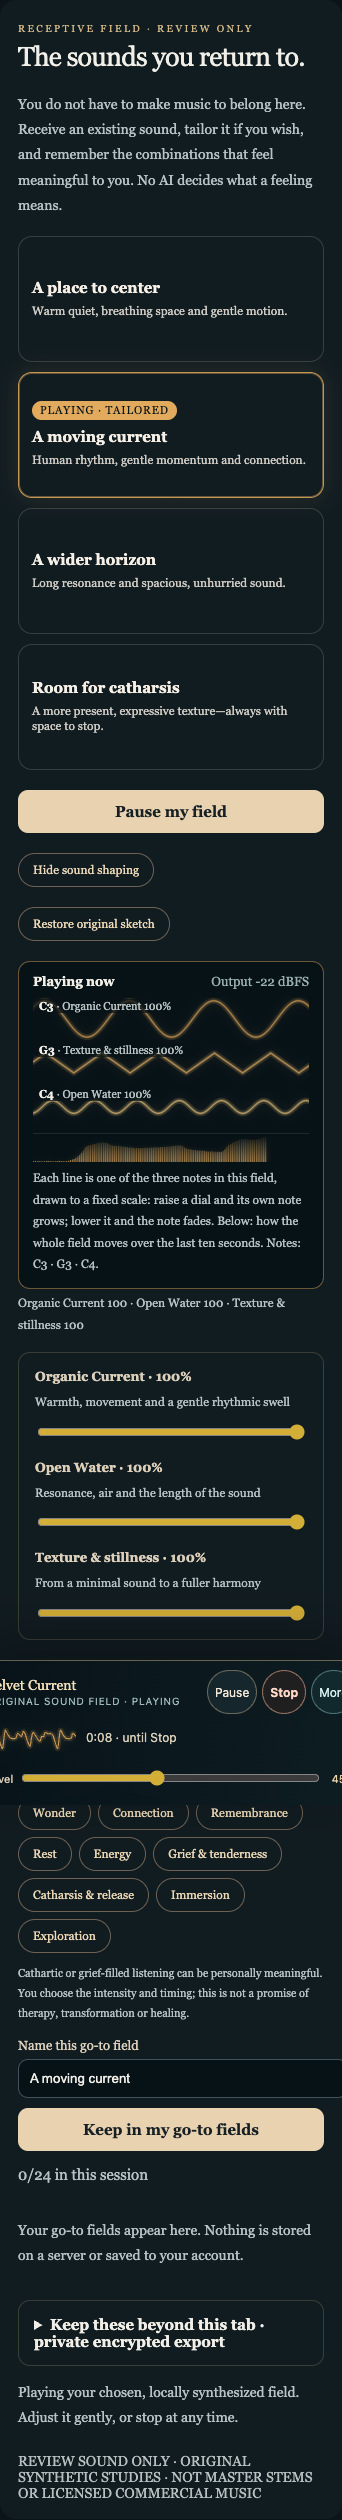 RECEPTIVE FIELD · REVIEW ONLY
The sounds you return to.
You do not have to make music to belong here.
Receive an existing sound, tailor it if you wish,
and remember the combinations that feel
meaningful to you. No AI decides what a feeling
means.
A place to center
Warm quiet, breathing space and gentle motion.
PLAYING · TAILORED
A moving current
Human rhythm, gentle momentum and connection.
A wider horizon
Long resonance and spacious, unhurried sound.
Room for catharsis
A more present, expressive texture—always with
space to stop.
Pause my field
Hide sound shaping
Restore original sketch
Playing now
Output -22 dBFS
C3 · Organic Current 100%
G3 · Texture & stillness 100%
C4 · Open Water 100%
Each line is one of the three notes in this field,
drawn to a fixed scale: raise a dial and its own note
grows; lower it and the note fades. Below: how the
whole field moves over the last ten seconds. Notes:
C3 · G3 · C4.
Organic Current 100 · Open Water 100 · Texture &
stillness 100
Organic Current · 100%
Warmth, movement and a gentle rhythmic swell
Open Water · 100%
Resonance, air and the length of the sound
Texture & stillness · 100%
From a minimal sound to a fuller harmony
elvet Current
RIGINAL SOUND FIELD · PLAYING
Pause
Stop
Mor
0:08 · until Stop
vel
45
Wonder
Connection
Remembrance
Rest
Energy
Grief & tenderness
Catharsis & release
Immersion
Exploration
Cathartic or grief-filled listening can be personally meaningful.
You choose the intensity and timing; this is not a promise of
therapy, transformation or healing.
Name this go-to field
A moving current
Keep in my go-to fields
0/24 in this session
Your go-to fields appear here. Nothing is stored
on a server or saved to your account.
Keep these beyond this tab ·
private encrypted export
Playing your chosen, locally synthesized field.
Adjust it gently, or stop at any time.
REVIEW SOUND ONLY · ORIGINAL
SYNTHETIC STUDIES · NOT MASTER STEMS
OR LICENSED COMMERCIAL MUSIC